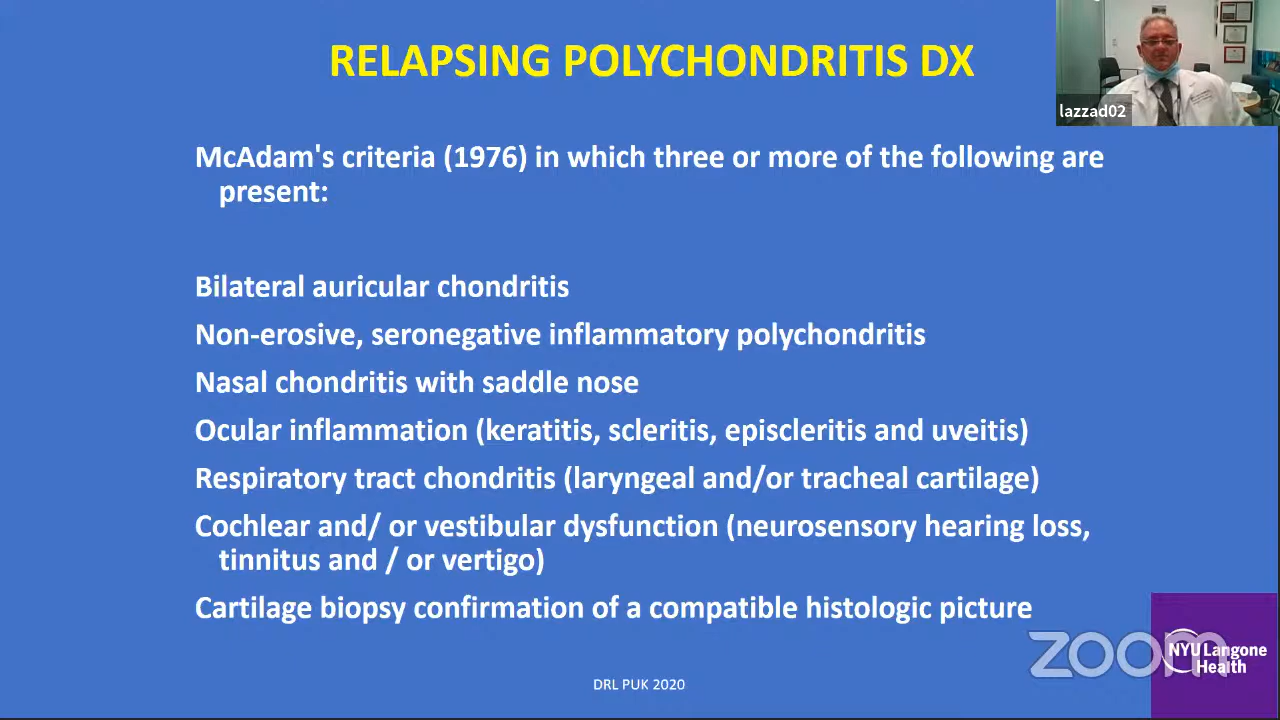 RELAPSING POLYCHONDRITIS DX
lazzad02
McAdam's criteria (1976) in which three or more of the following are
present:
Bilateral auricular chondritis
Non-erosive, seronegative inflammatory polychondritis
Nasal chondritis with saddle nose
Ocular inflammation (keratitis, scleritis, episcleritis and uveitis)
Respiratory tract chondritis (laryngeal and/or tracheal cartilage)
Cochlear and/ or vestibular dysfunction (neurosensory hearing loss,
tinnitus and / or vertigo)
Cartilage biopsy confirmation of a compatible histologic picture
zoom
NYU Langone
Health
DRL PUK 2020